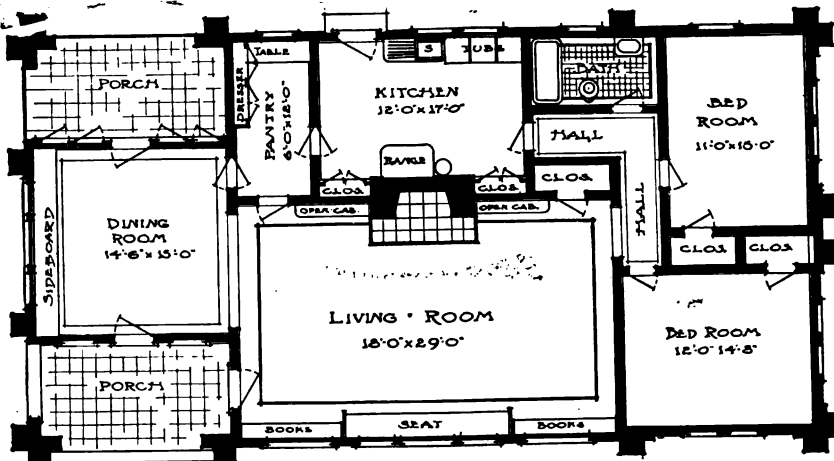 TABLE
S
TUBS
PORCH
DRESSER
PANTRY
6'·0"x12'·0"
KITCHEN
12'·0"x17'·0"
BATH
BED
ROOM
11'·0"x15'·0"
HALL
RANGE
CLOS.
CLOS.
CLOS.
HALL
OPEN CAB.
OPEN CAB.
SIDEBOARD
DINING
ROOM
14'·6"x15'·0"
CLOS.
CLOS.
LIVING · ROOM
18'·0"x29'·0"
BED ROOM
12'·0" 14'·8"
PORCH
BOOKS
SEAT
BOOKS